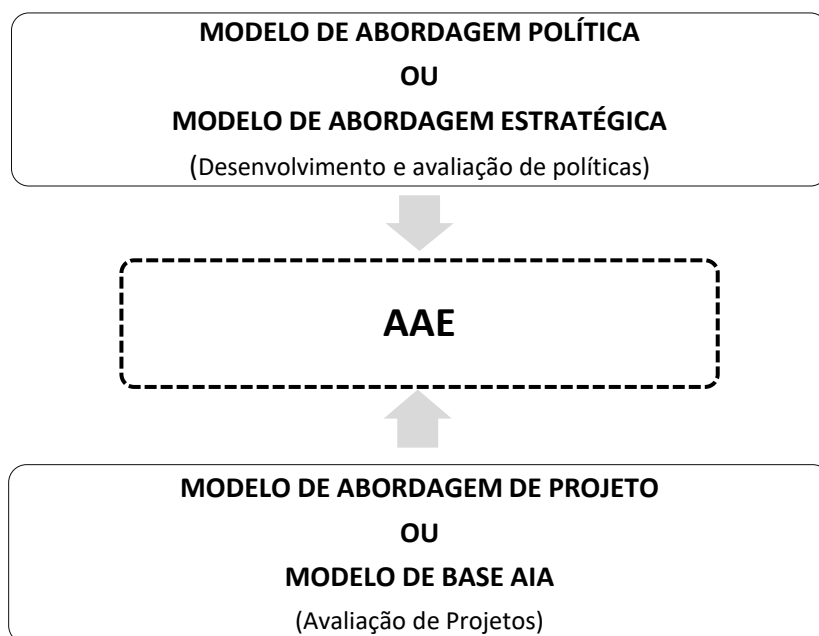 MODELO DE ABORDAGEM POLÍTICA
OU
MODELO DE ABORDAGEM ESTRATÉGICA
(Desenvolvimento e avaliação de políticas)
AAE
MODELO DE ABORDAGEM DE PROJETO
OU
MODELO DE BASE AIA
(Avaliação de Projetos)